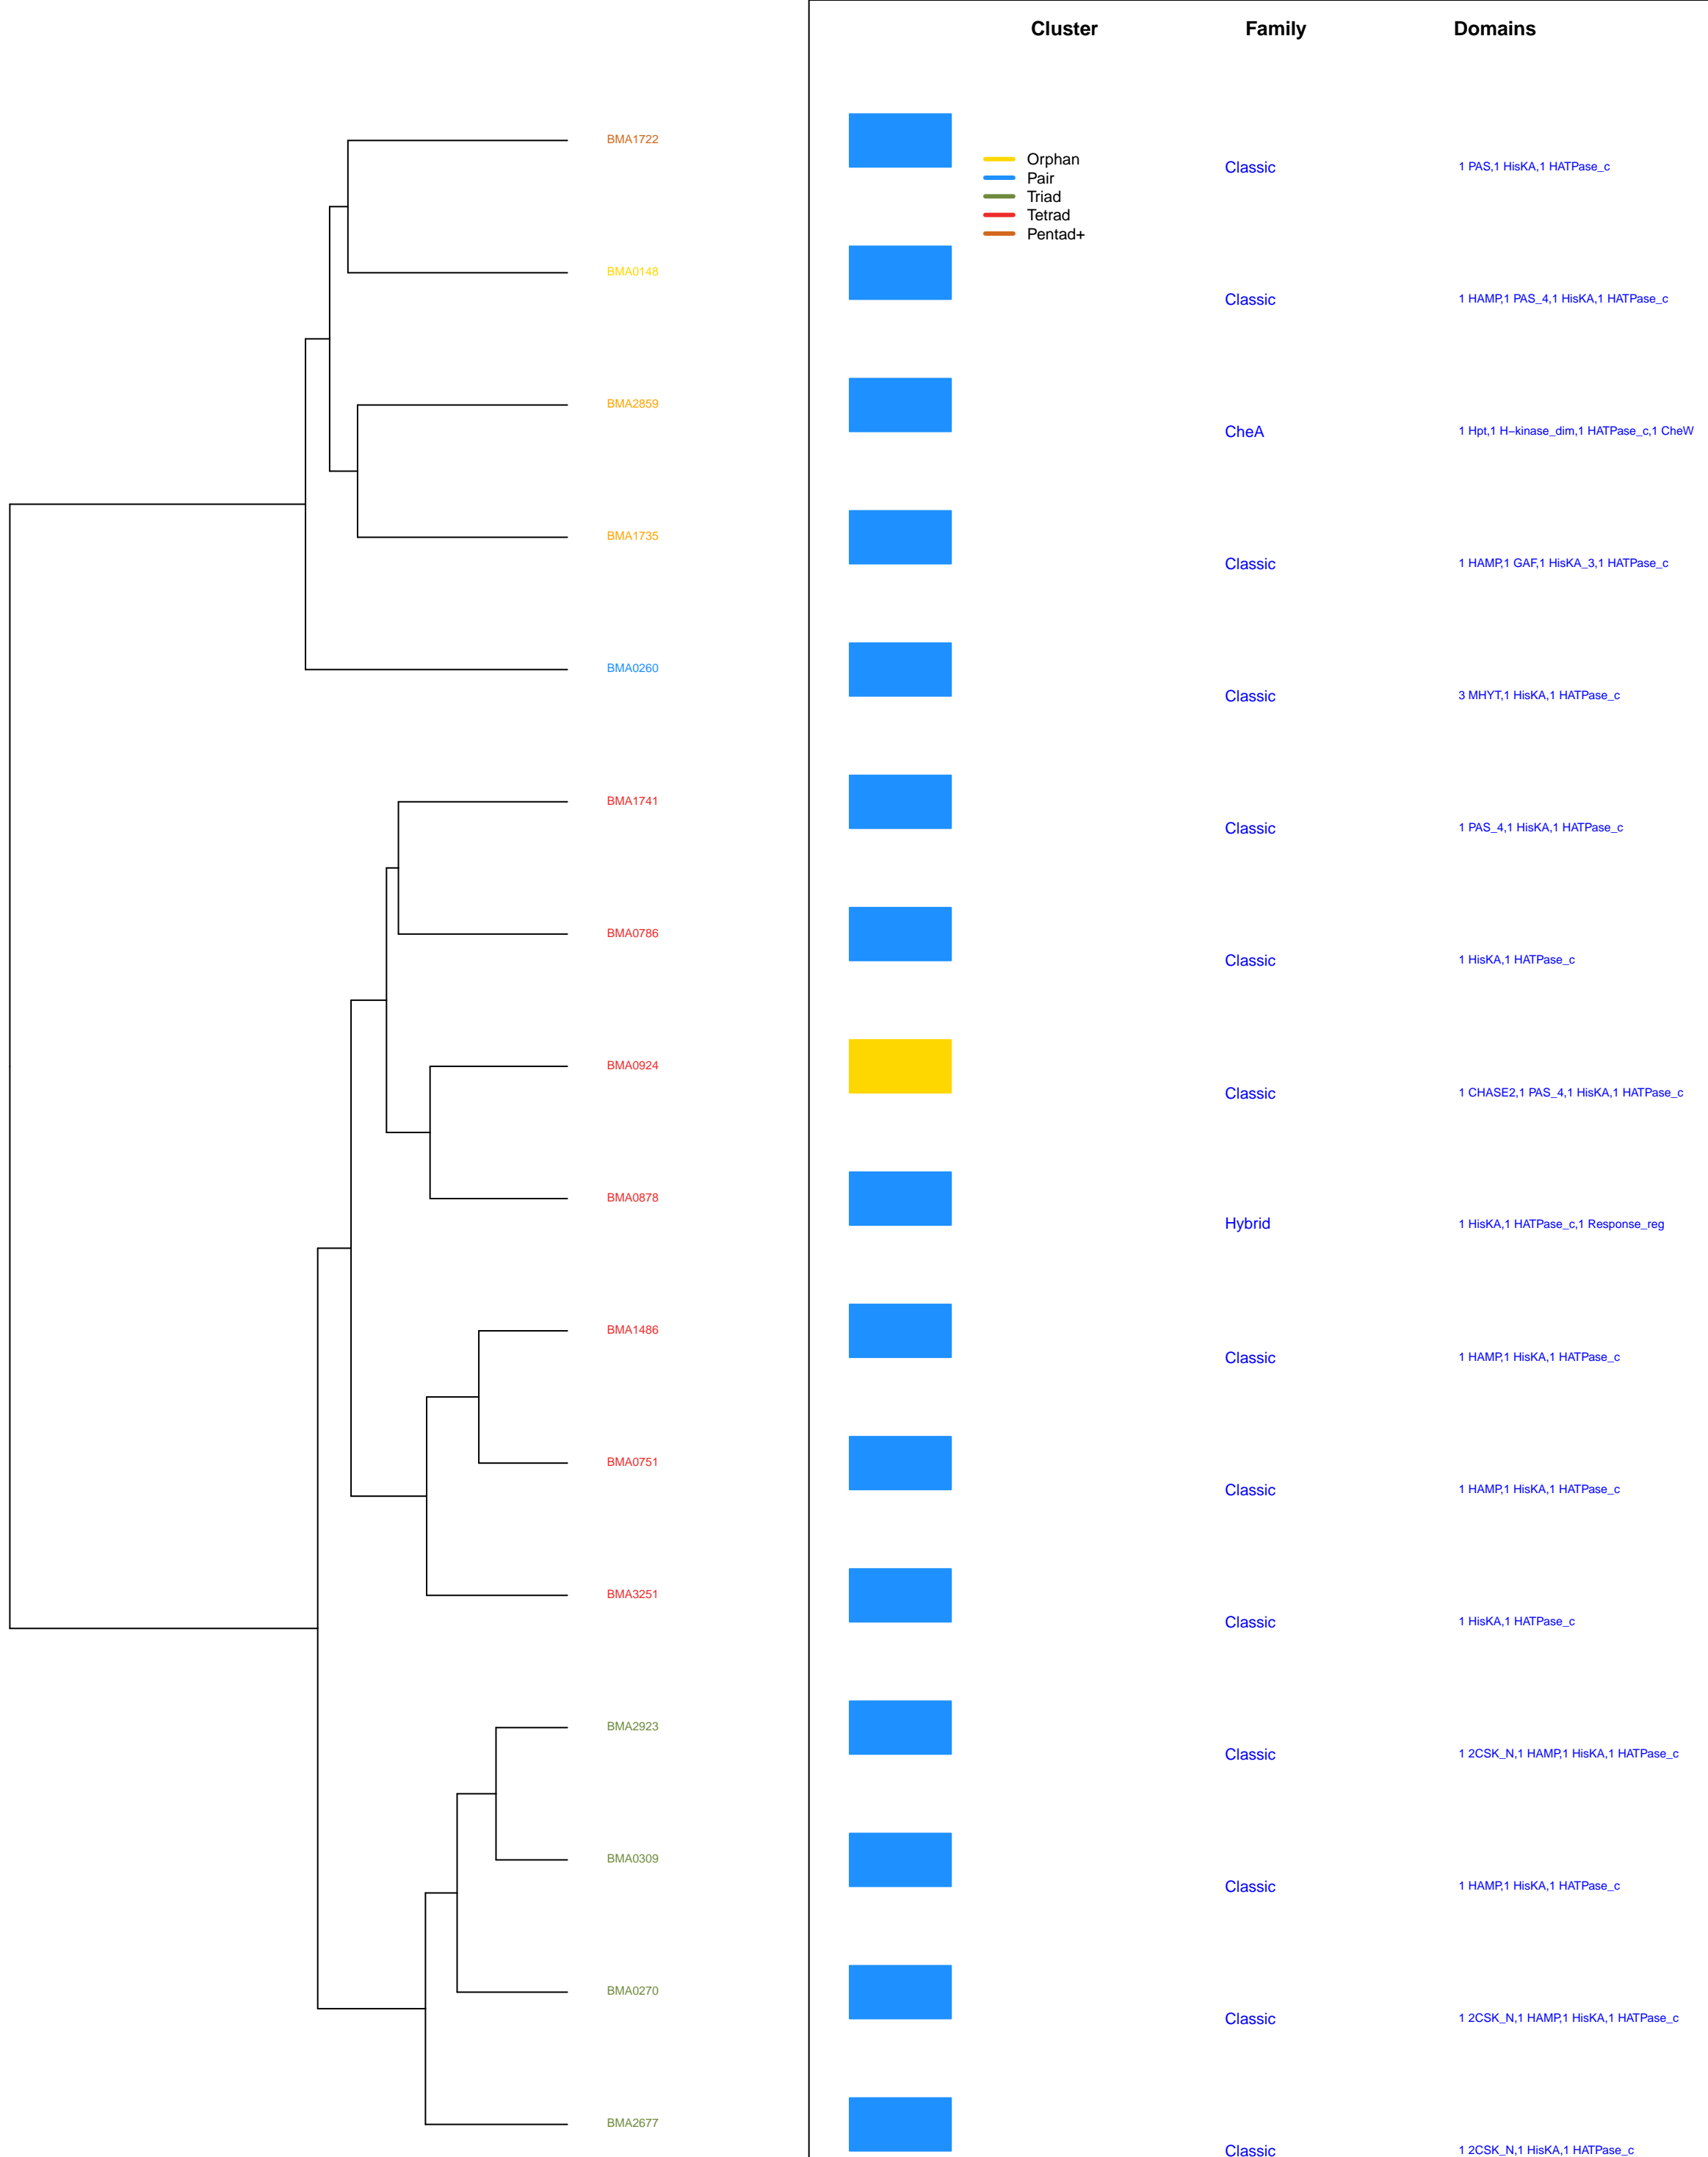 Cluster Family Domains
BMA1722
Orphan
Pair
Triad
Tetrad
Pentad+
Classic 1 PAS,1 HisKA,1 HATPase_c
BMA0148
Classic 1 HAMP,1 PAS_4,1 HisKA,1 HATPase_c
BMA2859
CheA 1 Hpt,1 H−kinase_dim,1 HATPase_c,1 CheW
BMA1735
Classic 1 HAMP,1 GAF,1 HisKA_3,1 HATPase_c
BMA0260
Classic 3 MHYT,1 HisKA,1 HATPase_c
BMA1741
Classic 1 PAS_4,1 HisKA,1 HATPase_c
BMA0786
Classic 1 HisKA,1 HATPase_c
BMA0924
Classic 1 CHASE2,1 PAS_4,1 HisKA,1 HATPase_c
BMA0878
Hybrid 1 HisKA,1 HATPase_c,1 Response_reg
BMA1486
Classic 1 HAMP,1 HisKA,1 HATPase_c
BMA0751
Classic 1 HAMP,1 HisKA,1 HATPase_c
BMA3251
Classic 1 HisKA,1 HATPase_c
BMA2923
Classic 1 2CSK_N,1 HAMP,1 HisKA,1 HATPase_c
BMA0309
Classic 1 HAMP,1 HisKA,1 HATPase_c
BMA0270
Classic 1 2CSK_N,1 HAMP,1 HisKA,1 HATPase_c
BMA2677
Classic 1 2CSK_N,1 HisKA,1 HATPase_c